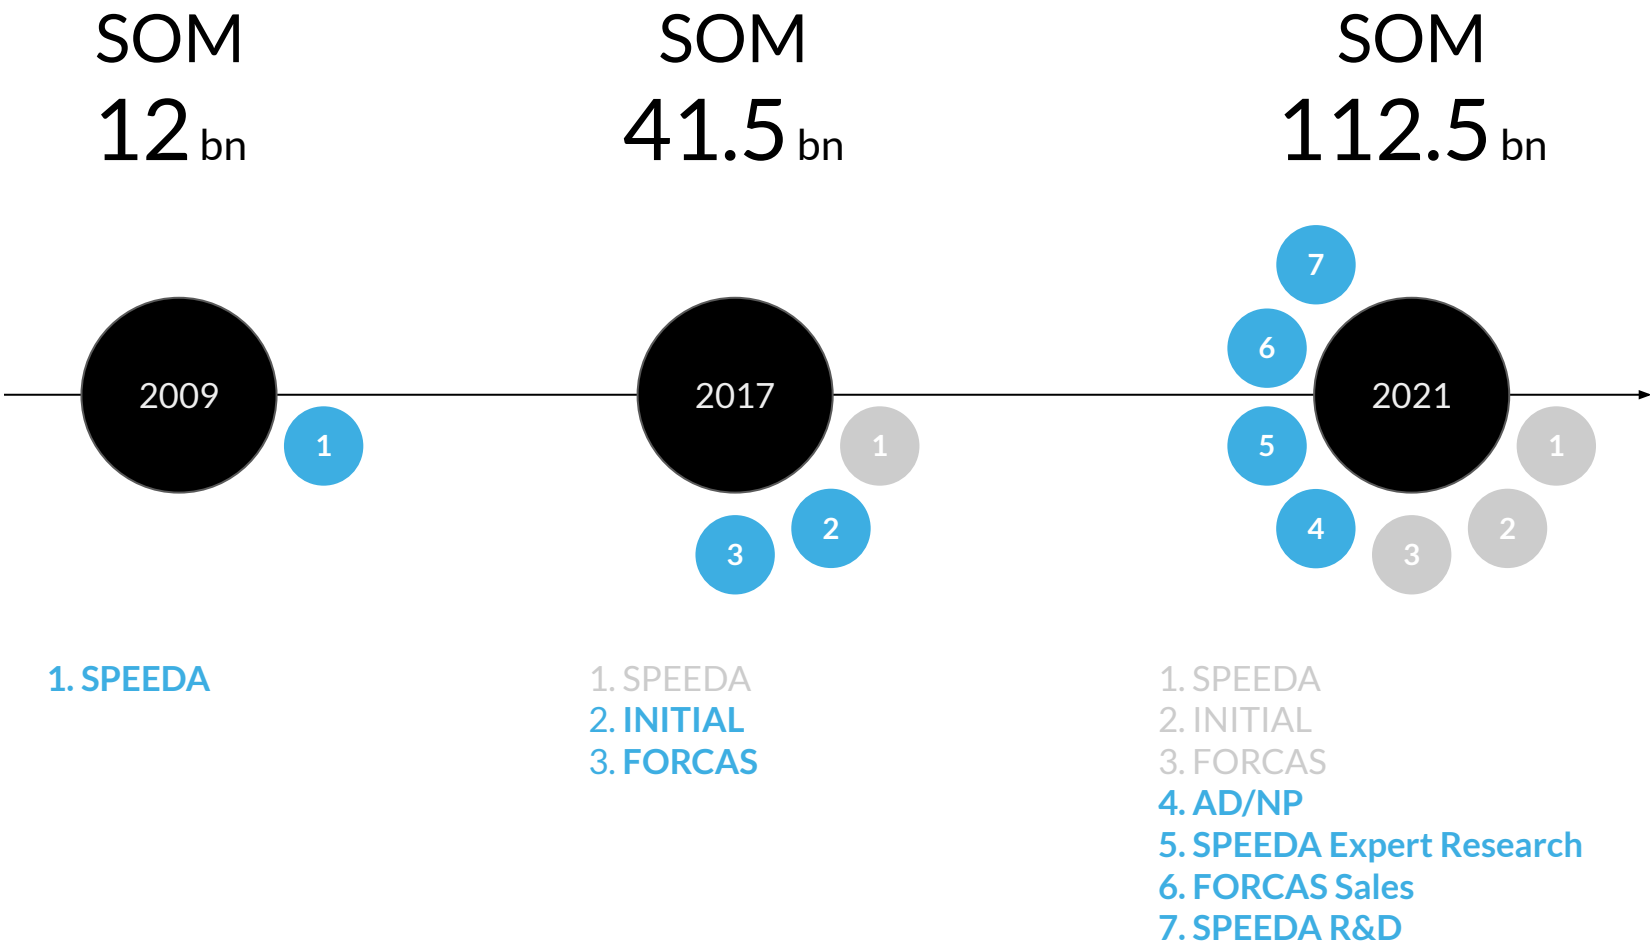 SOM
12 bn
SOM
41.5 bn
SOM
112.5 bn
7
6
2009
2017
2021
1
1
5
1
2
4
2
3
3
1. SPEEDA
1. SPEEDA
2. INITIAL
3. FORCAS
1. SPEEDA
2. INITIAL
3. FORCAS
4. AD/NP
5. SPEEDA Expert Research
6. FORCAS Sales
7. SPEEDA R&D